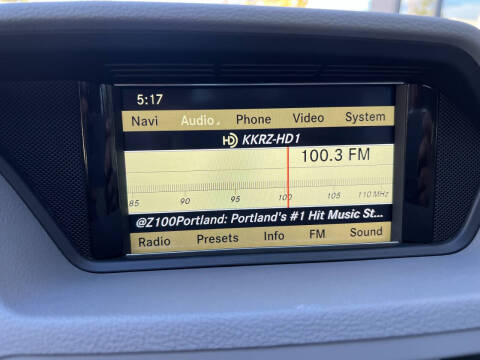 5:17
Navi Audio Phone Video System
HD KKRZ-HD1
100.3 FM
85 90 95 100 105 110 MHz
@Z100Portland: Portland's #1 Hit Music St...
Radio Presets Info FM Sound